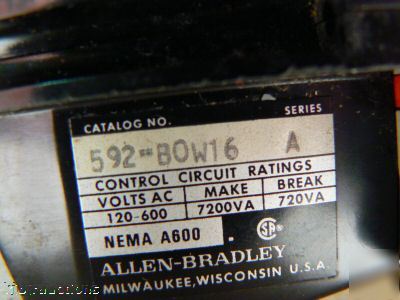 CATALOG NO. SERIES
592-BOW16 A
CONTROL CIRCUIT RATINGS
VOLTS AC MAKE BREAK
120-600 7200VA 720VA
NEMA A600 . SA
ALLEN-BRADLEY
MILWAUKEE, WISCONSIN U.S.A.